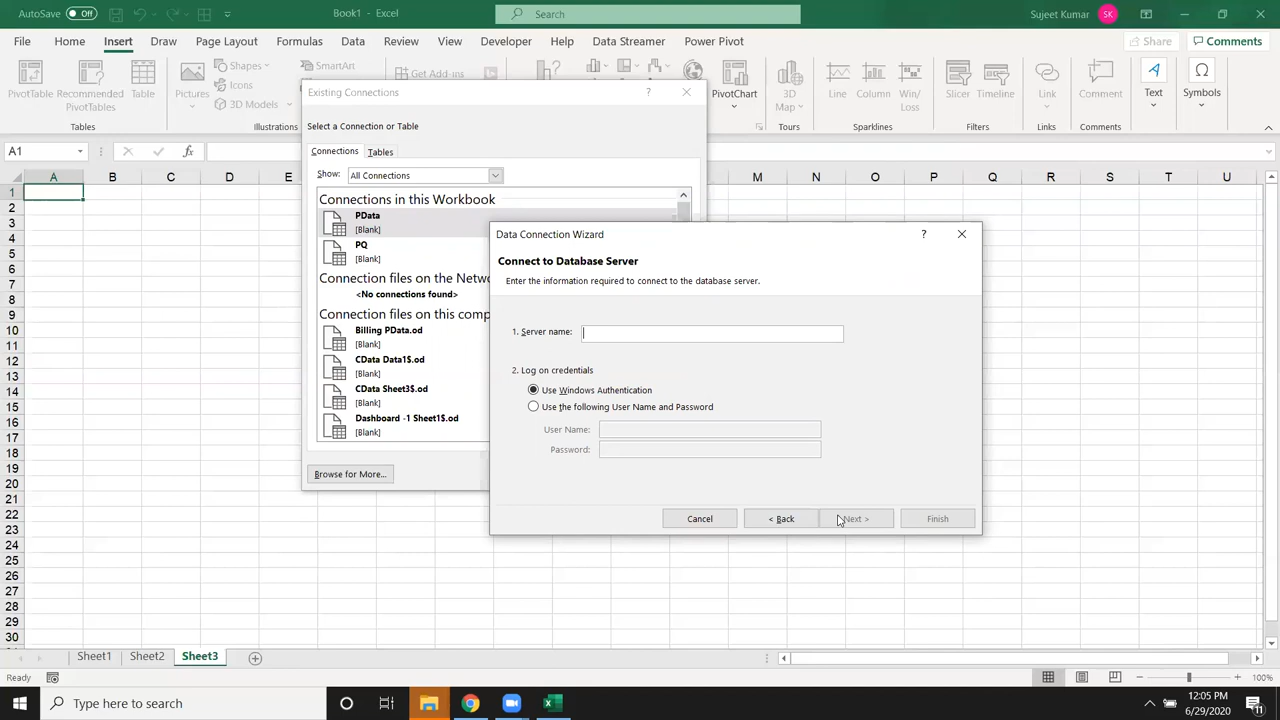 AutoSave Off Book1 - Excel Search Sujeet Kumar SK
File Home Insert Draw Page Layout Formulas Data Review View Developer Help Data Streamer Power Pivot Share Comments
PivotTable Recommended PivotTables Table Pictures Shapes Icons 3D Models SmartArt Get Add-ins PivotChart 3D Map Line Column Win/Loss Slicer Timeline Link Comment Text Symbols
Tables Illustrations Tours Sparklines Filters Links Comments
A1 fx
A B C D E M N O P Q R S T U
1
2
3
4
5
6
7
8
9
10
11
12
13
14
15
16
17
18
19
20
21
22
23
24
25
26
27
28
29
30
Existing Connections ?
Select a Connection or Table
Connections Tables
Show: All Connections
Connections in this Workbook
PData
[Blank]
PQ
[Blank]
Connection files on the Netwo
<No connections found>
Connection files on this comp
Billing PData.od
[Blank]
CData Data1$.od
[Blank]
CData Sheet3$.od
[Blank]
Dashboard -1 Sheet1$.od
[Blank]
Browse for More...
Data Connection Wizard ?
Connect to Database Server
Enter the information required to connect to the database server.
1. Server name:
2. Log on credentials
Use Windows Authentication
Use the following User Name and Password
User Name:
Password:
Cancel < Back Next > Finish
Sheet1 Sheet2 Sheet3
Ready 100%
Type here to search
12:05 PM
6/29/2020
11